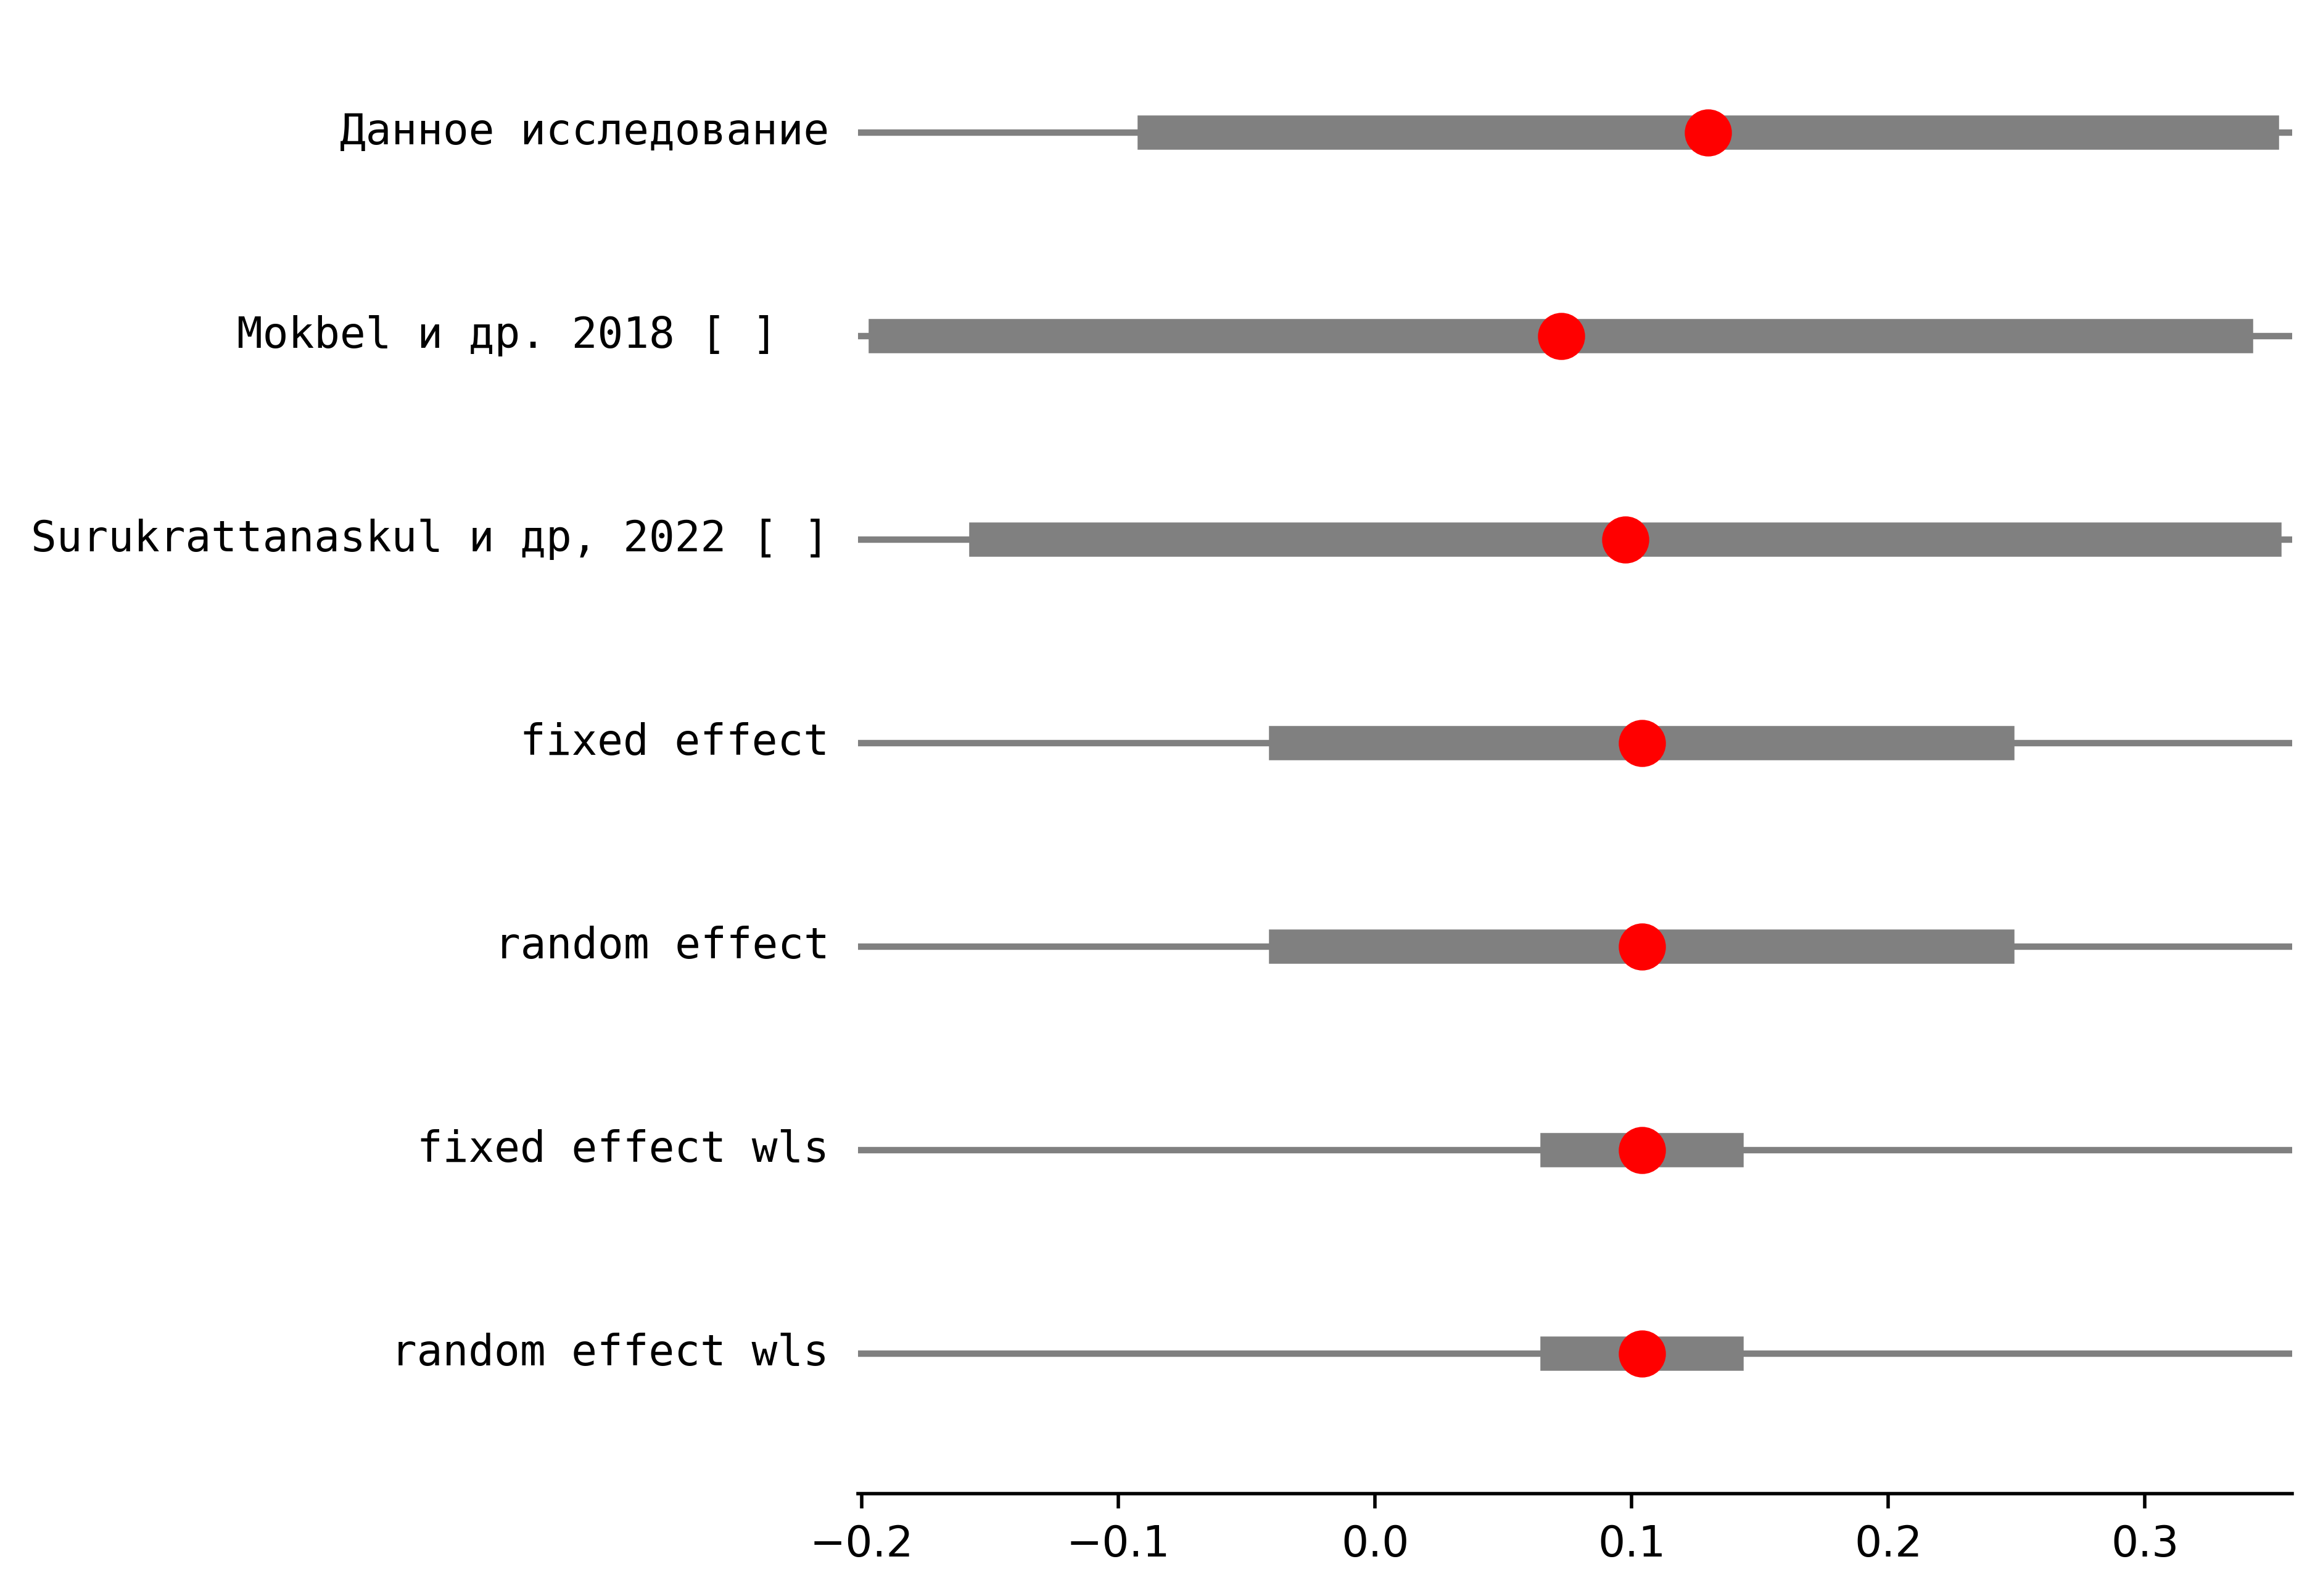 Данное исследование
Mokbel и др. 2018 [ ]
Surukrattanaskul и др, 2022 [ ]
fixed effect
random effect
fixed effect wls
random effect wls
−0.2 −0.1 0.0 0.1 0.2 0.3